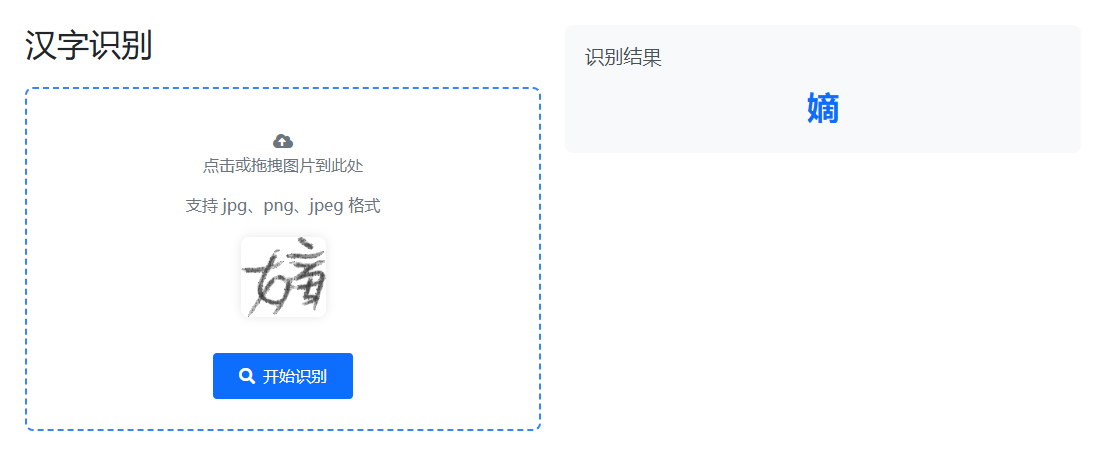 汉字识别
点击或拖拽图片到此处
支持 jpg、png、jpeg 格式
嫡
开始识别
识别结果
嫡